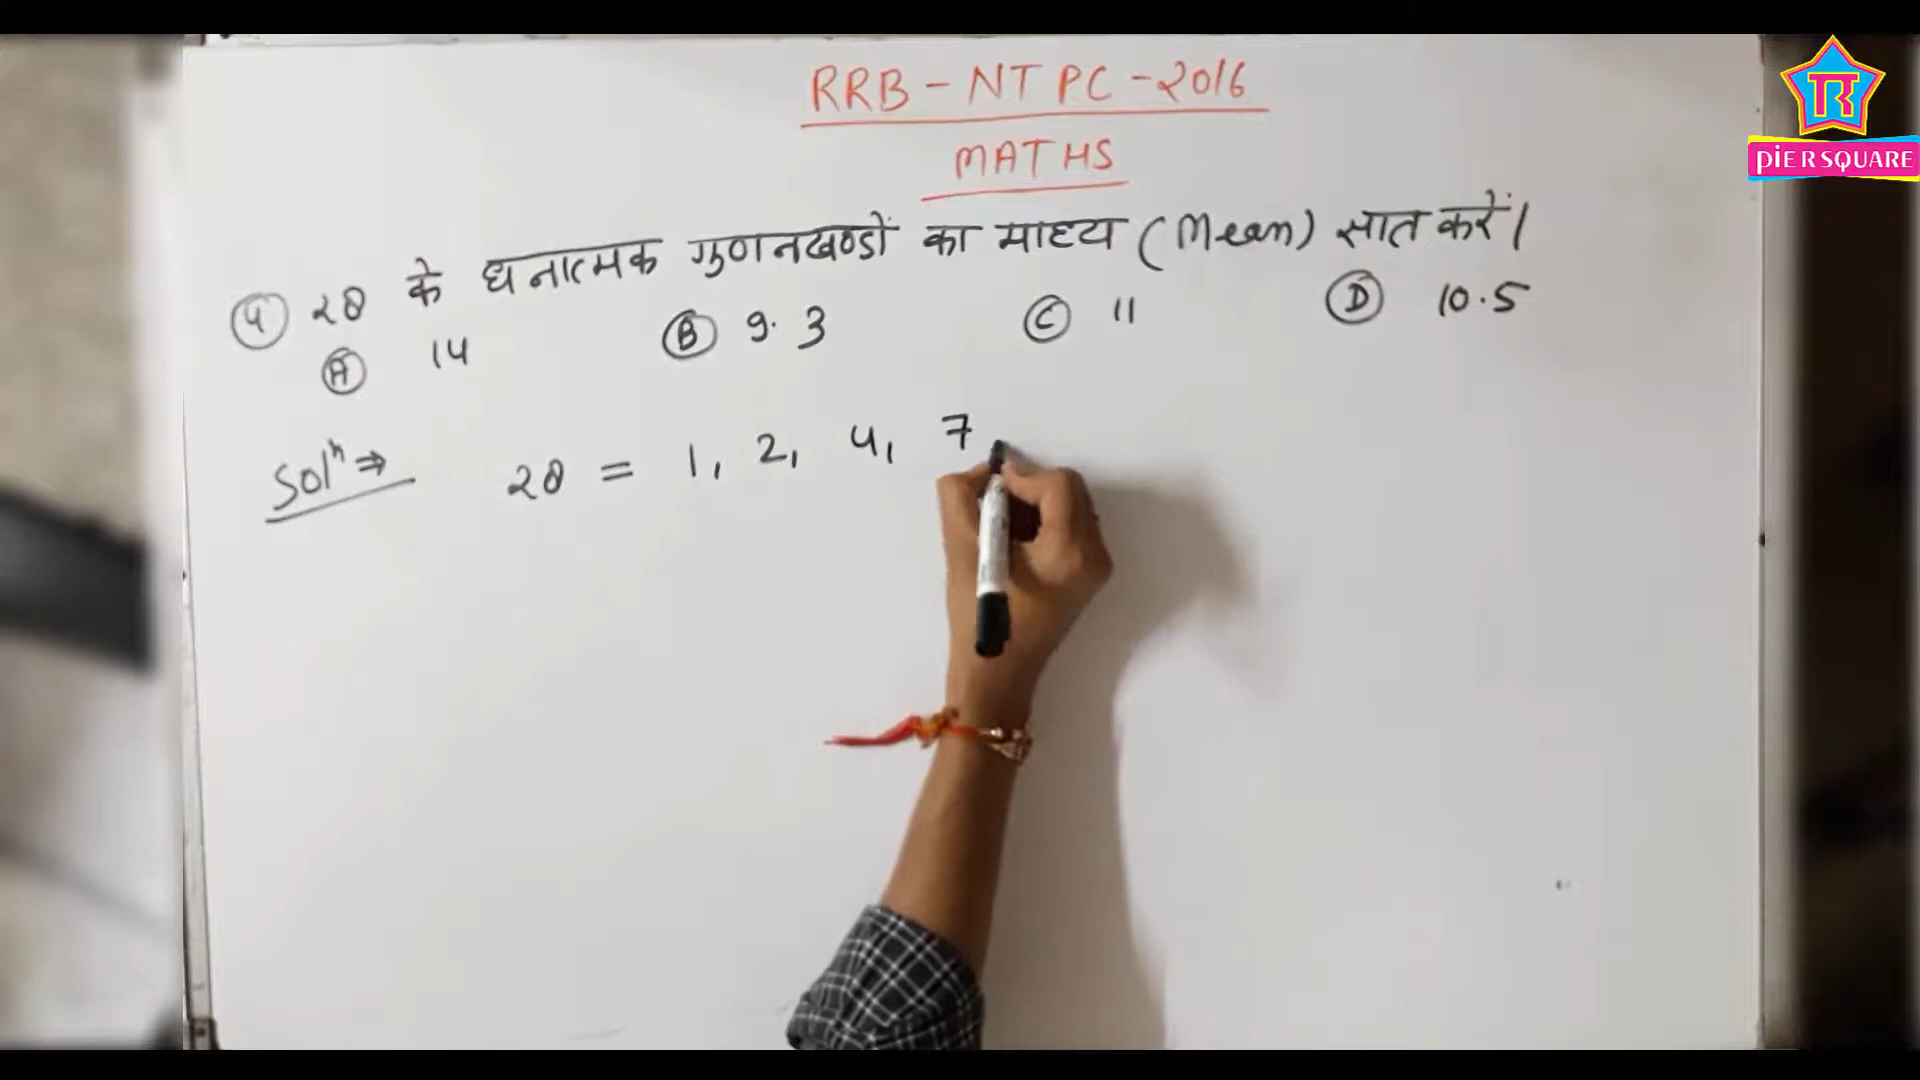 RRB - NTPC - 2016
MATHS
PiE R SQUARE
4 28 के धनात्मक गुणनखण्डों का माध्य (Mean) ज्ञात करें।
A 14 B 9.3 C 11 D 10.5
Solⁿ ⇒ 28 = 1, 2, 4, 7